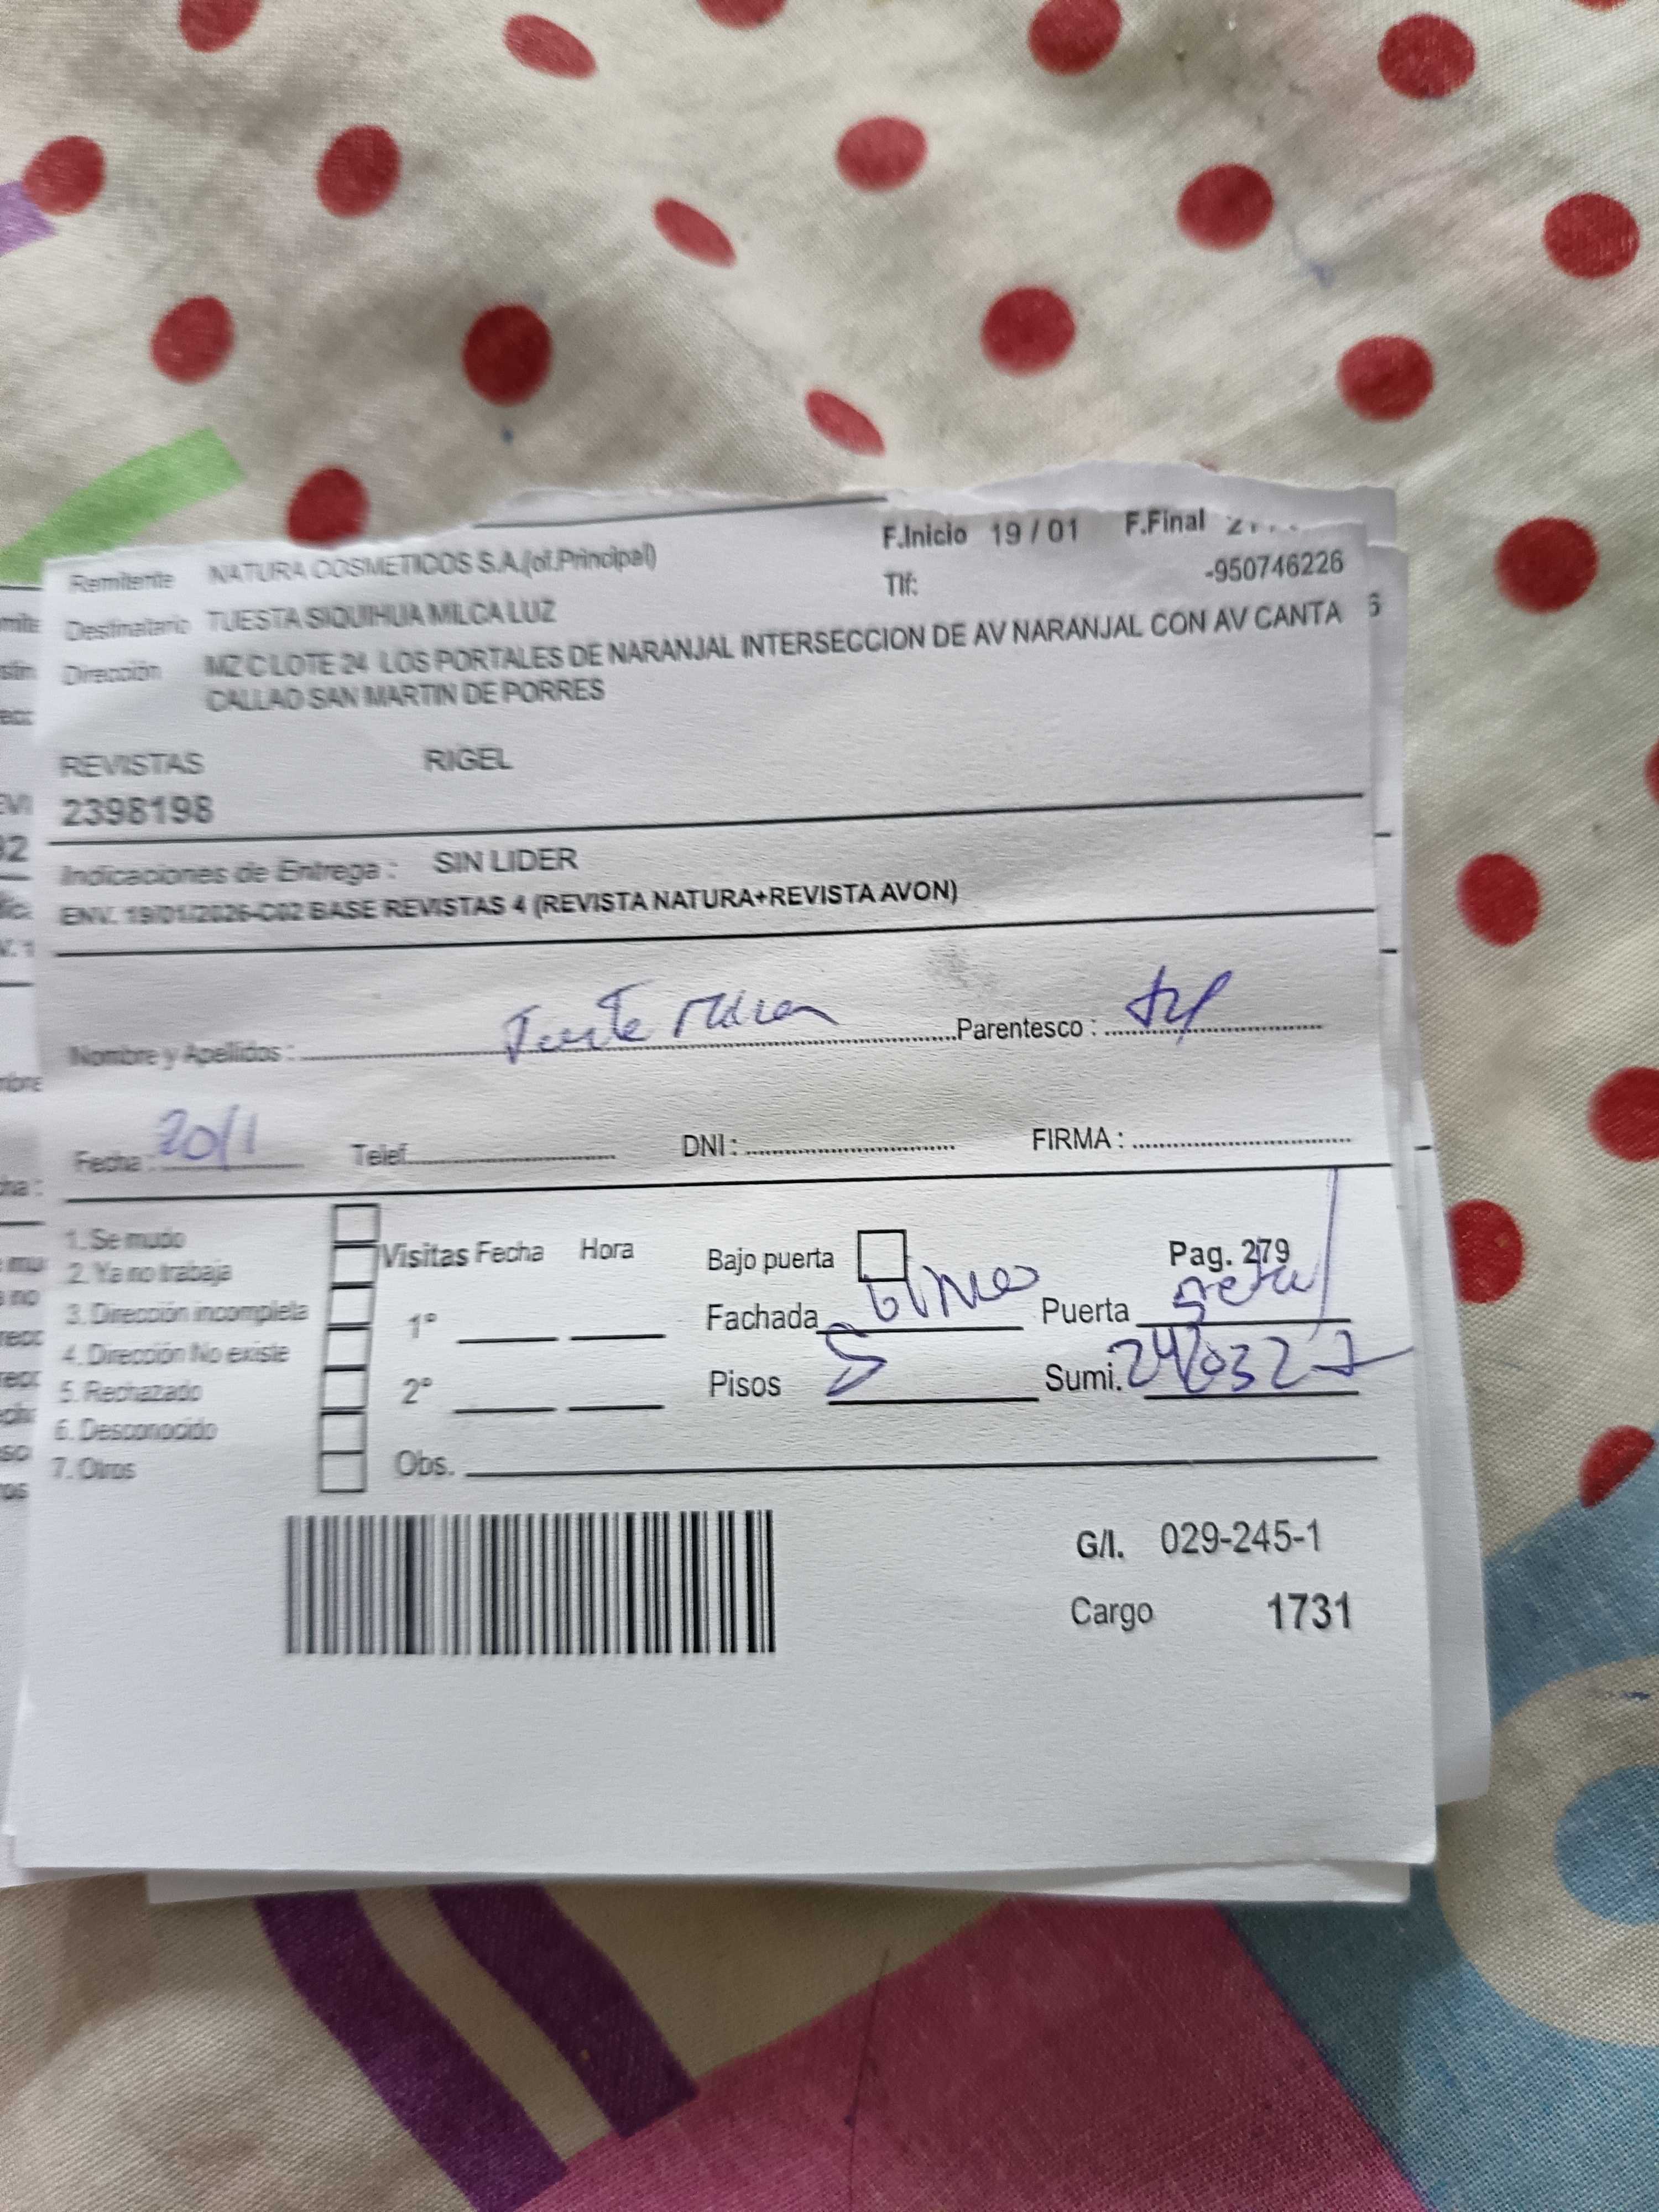 F.Inicio 19 / 01 F.Final
Remitente NATURA COSMETICOS S.A.(of.Principal) Tlf: -950746226
Destinatario TUESTA SIQUIHUA MILCA LUZ
Dirección MZ C LOTE 24 LOS PORTALES DE NARANJAL INTERSECCION DE AV NARANJAL CON AV CANTA
CALLAO SAN MARTIN DE PORRES
REVISTAS RIGEL
2398198
Indicaciones de Entrega : SIN LIDER
ENV. 19/01/2026-C02 BASE REVISTAS 4 (REVISTA NATURA+REVISTA AVON)
Nombre y Apellidos : Parentesco :
Fecha : 20/1 Telef. DNI : FIRMA :
1. Se mudo
2. Ya no trabaja
3. Dirección incompleta
4. Dirección No existe
5. Rechazado
6. Desconocido
7. Otros
Visitas Fecha Hora
1°
2°
Obs.
Bajo puerta Pag. 279
Fachada Puerta
Pisos 5 Sumi.
G/I. 029-245-1
Cargo 1731